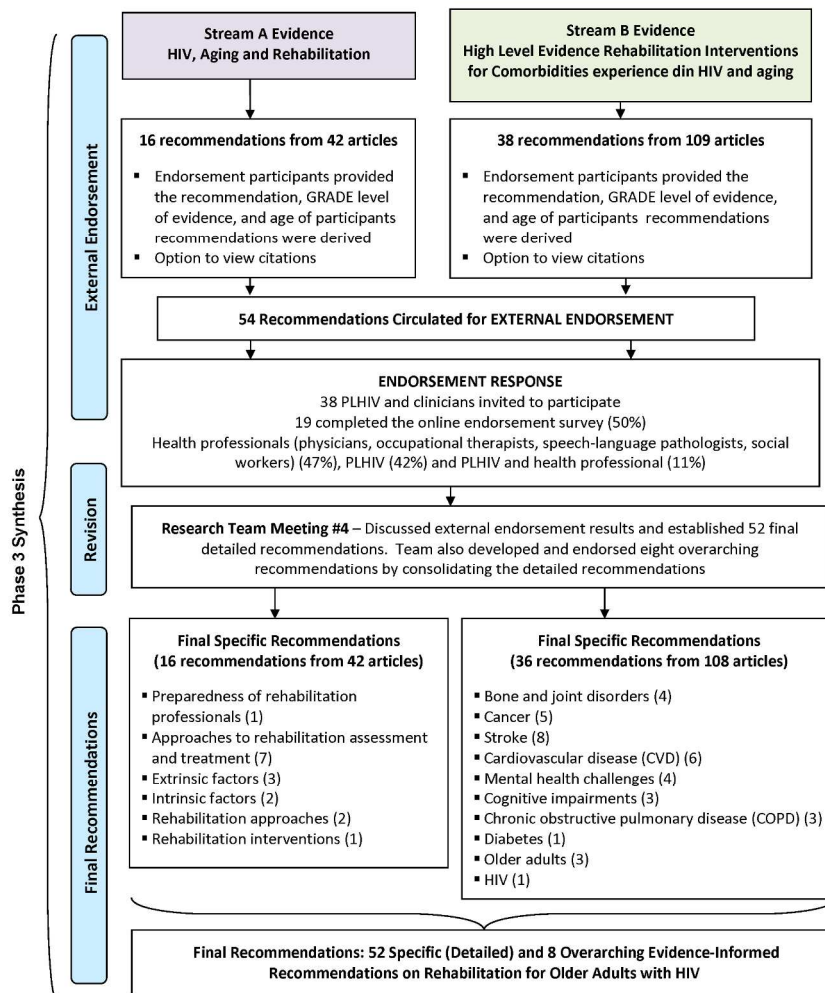 Phase 3 Synthesis
External Endorsement
Stream A Evidence
HIV, Aging and Rehabilitation
Stream B Evidence
High Level Evidence Rehabilitation Interventions
for Comorbidities experience din HIV and aging
16 recommendations from 42 articles
▪ Endorsement participants provided
the recommendation, GRADE level
of evidence, and age of participants
recommendations were derived
▪ Option to view citations
38 recommendations from 109 articles
▪ Endorsement participants provided the
recommendation, GRADE level of evidence,
and age of participants recommendations
were derived
▪ Option to view citations
54 Recommendations Circulated for EXTERNAL ENDORSEMENT
ENDORSEMENT RESPONSE
38 PLHIV and clinicians invited to participate
19 completed the online endorsement survey (50%)
Health professionals (physicians, occupational therapists, speech-language pathologists, social
workers) (47%), PLHIV (42%) and PLHIV and health professional (11%)
Revision
Research Team Meeting #4 – Discussed external endorsement results and established 52 final
detailed recommendations. Team also developed and endorsed eight overarching
recommendations by consolidating the detailed recommendations
Final Recommendations
Final Specific Recommendations
(16 recommendations from 42 articles)
▪ Preparedness of rehabilitation
professionals (1)
▪ Approaches to rehabilitation assessment
and treatment (7)
▪ Extrinsic factors (3)
▪ Intrinsic factors (2)
▪ Rehabilitation approaches (2)
▪ Rehabilitation interventions (1)
Final Specific Recommendations
(36 recommendations from 108 articles)
▪ Bone and joint disorders (4)
▪ Cancer (5)
▪ Stroke (8)
▪ Cardiovascular disease (CVD) (6)
▪ Mental health challenges (4)
▪ Cognitive impairments (3)
▪ Chronic obstructive pulmonary disease (COPD) (3)
▪ Diabetes (1)
▪ Older adults (3)
▪ HIV (1)
Final Recommendations: 52 Specific (Detailed) and 8 Overarching Evidence-Informed
Recommendations on Rehabilitation for Older Adults with HIV